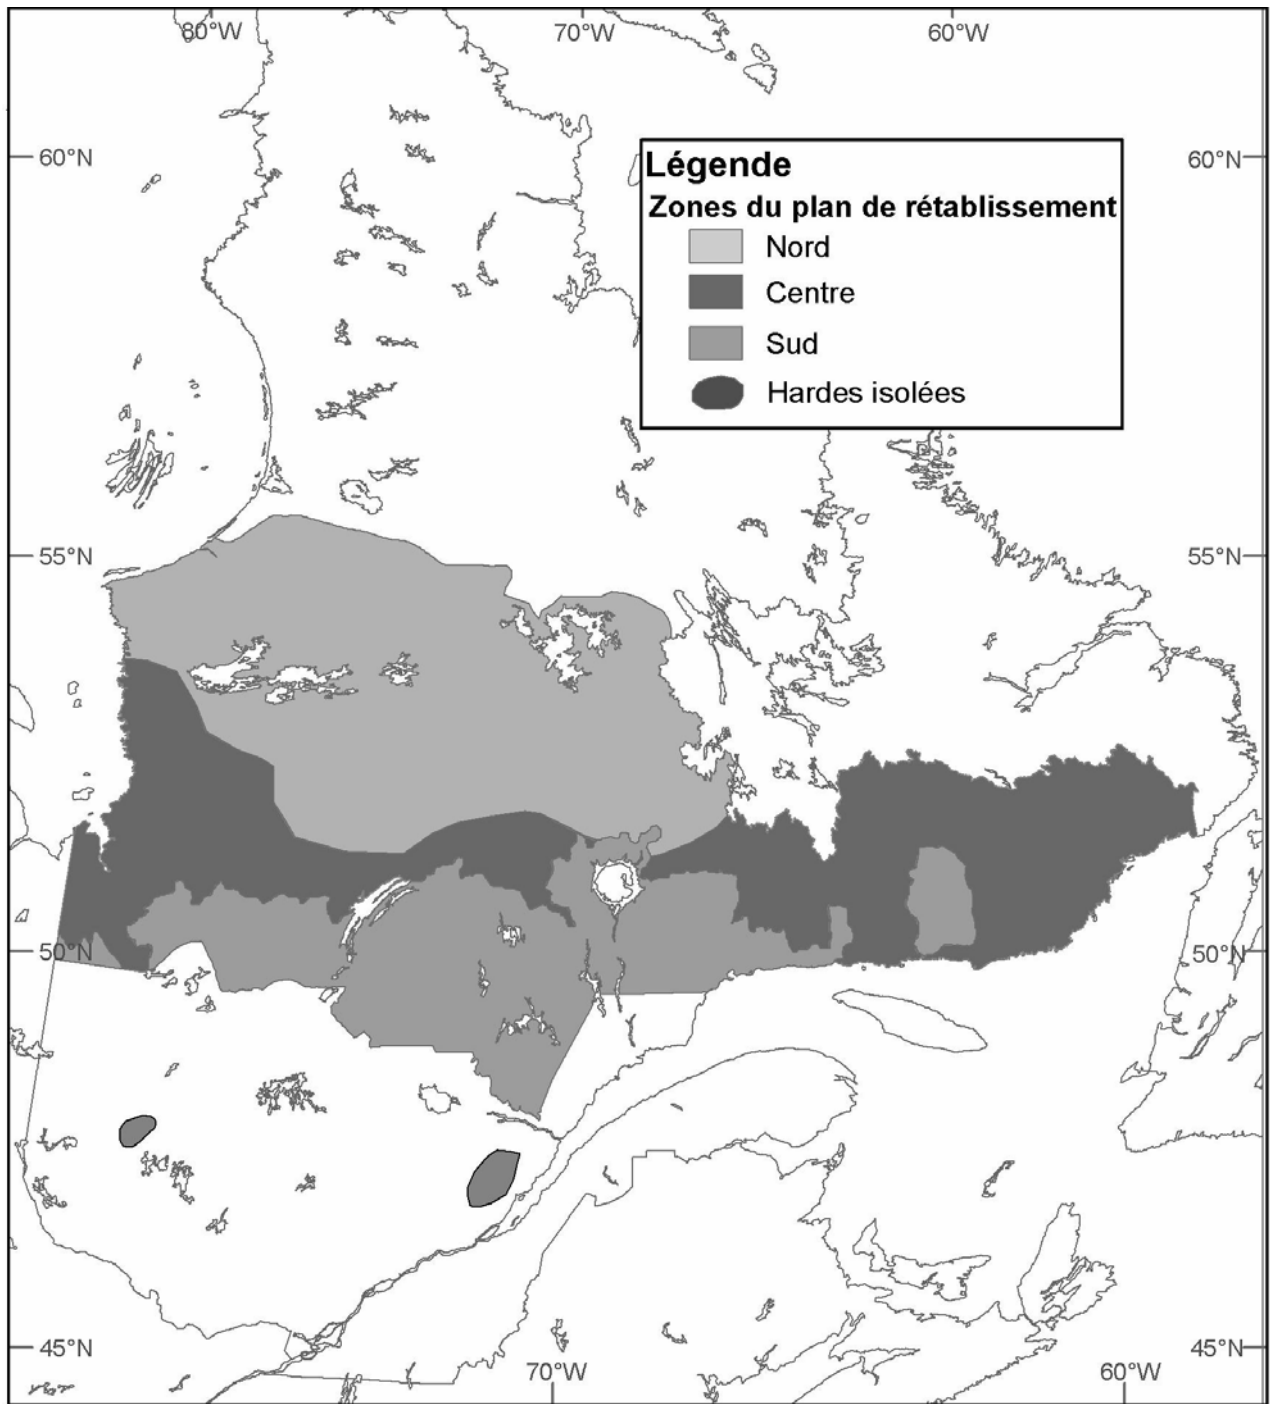 80°W 70°W 60°W
60°N 60°N
Légende
Zones du plan de rétablissement
Nord
Centre
Sud
Hardes isolées
55°N 55°N
50°N 50°N
45°N 45°N
70°W 60°W